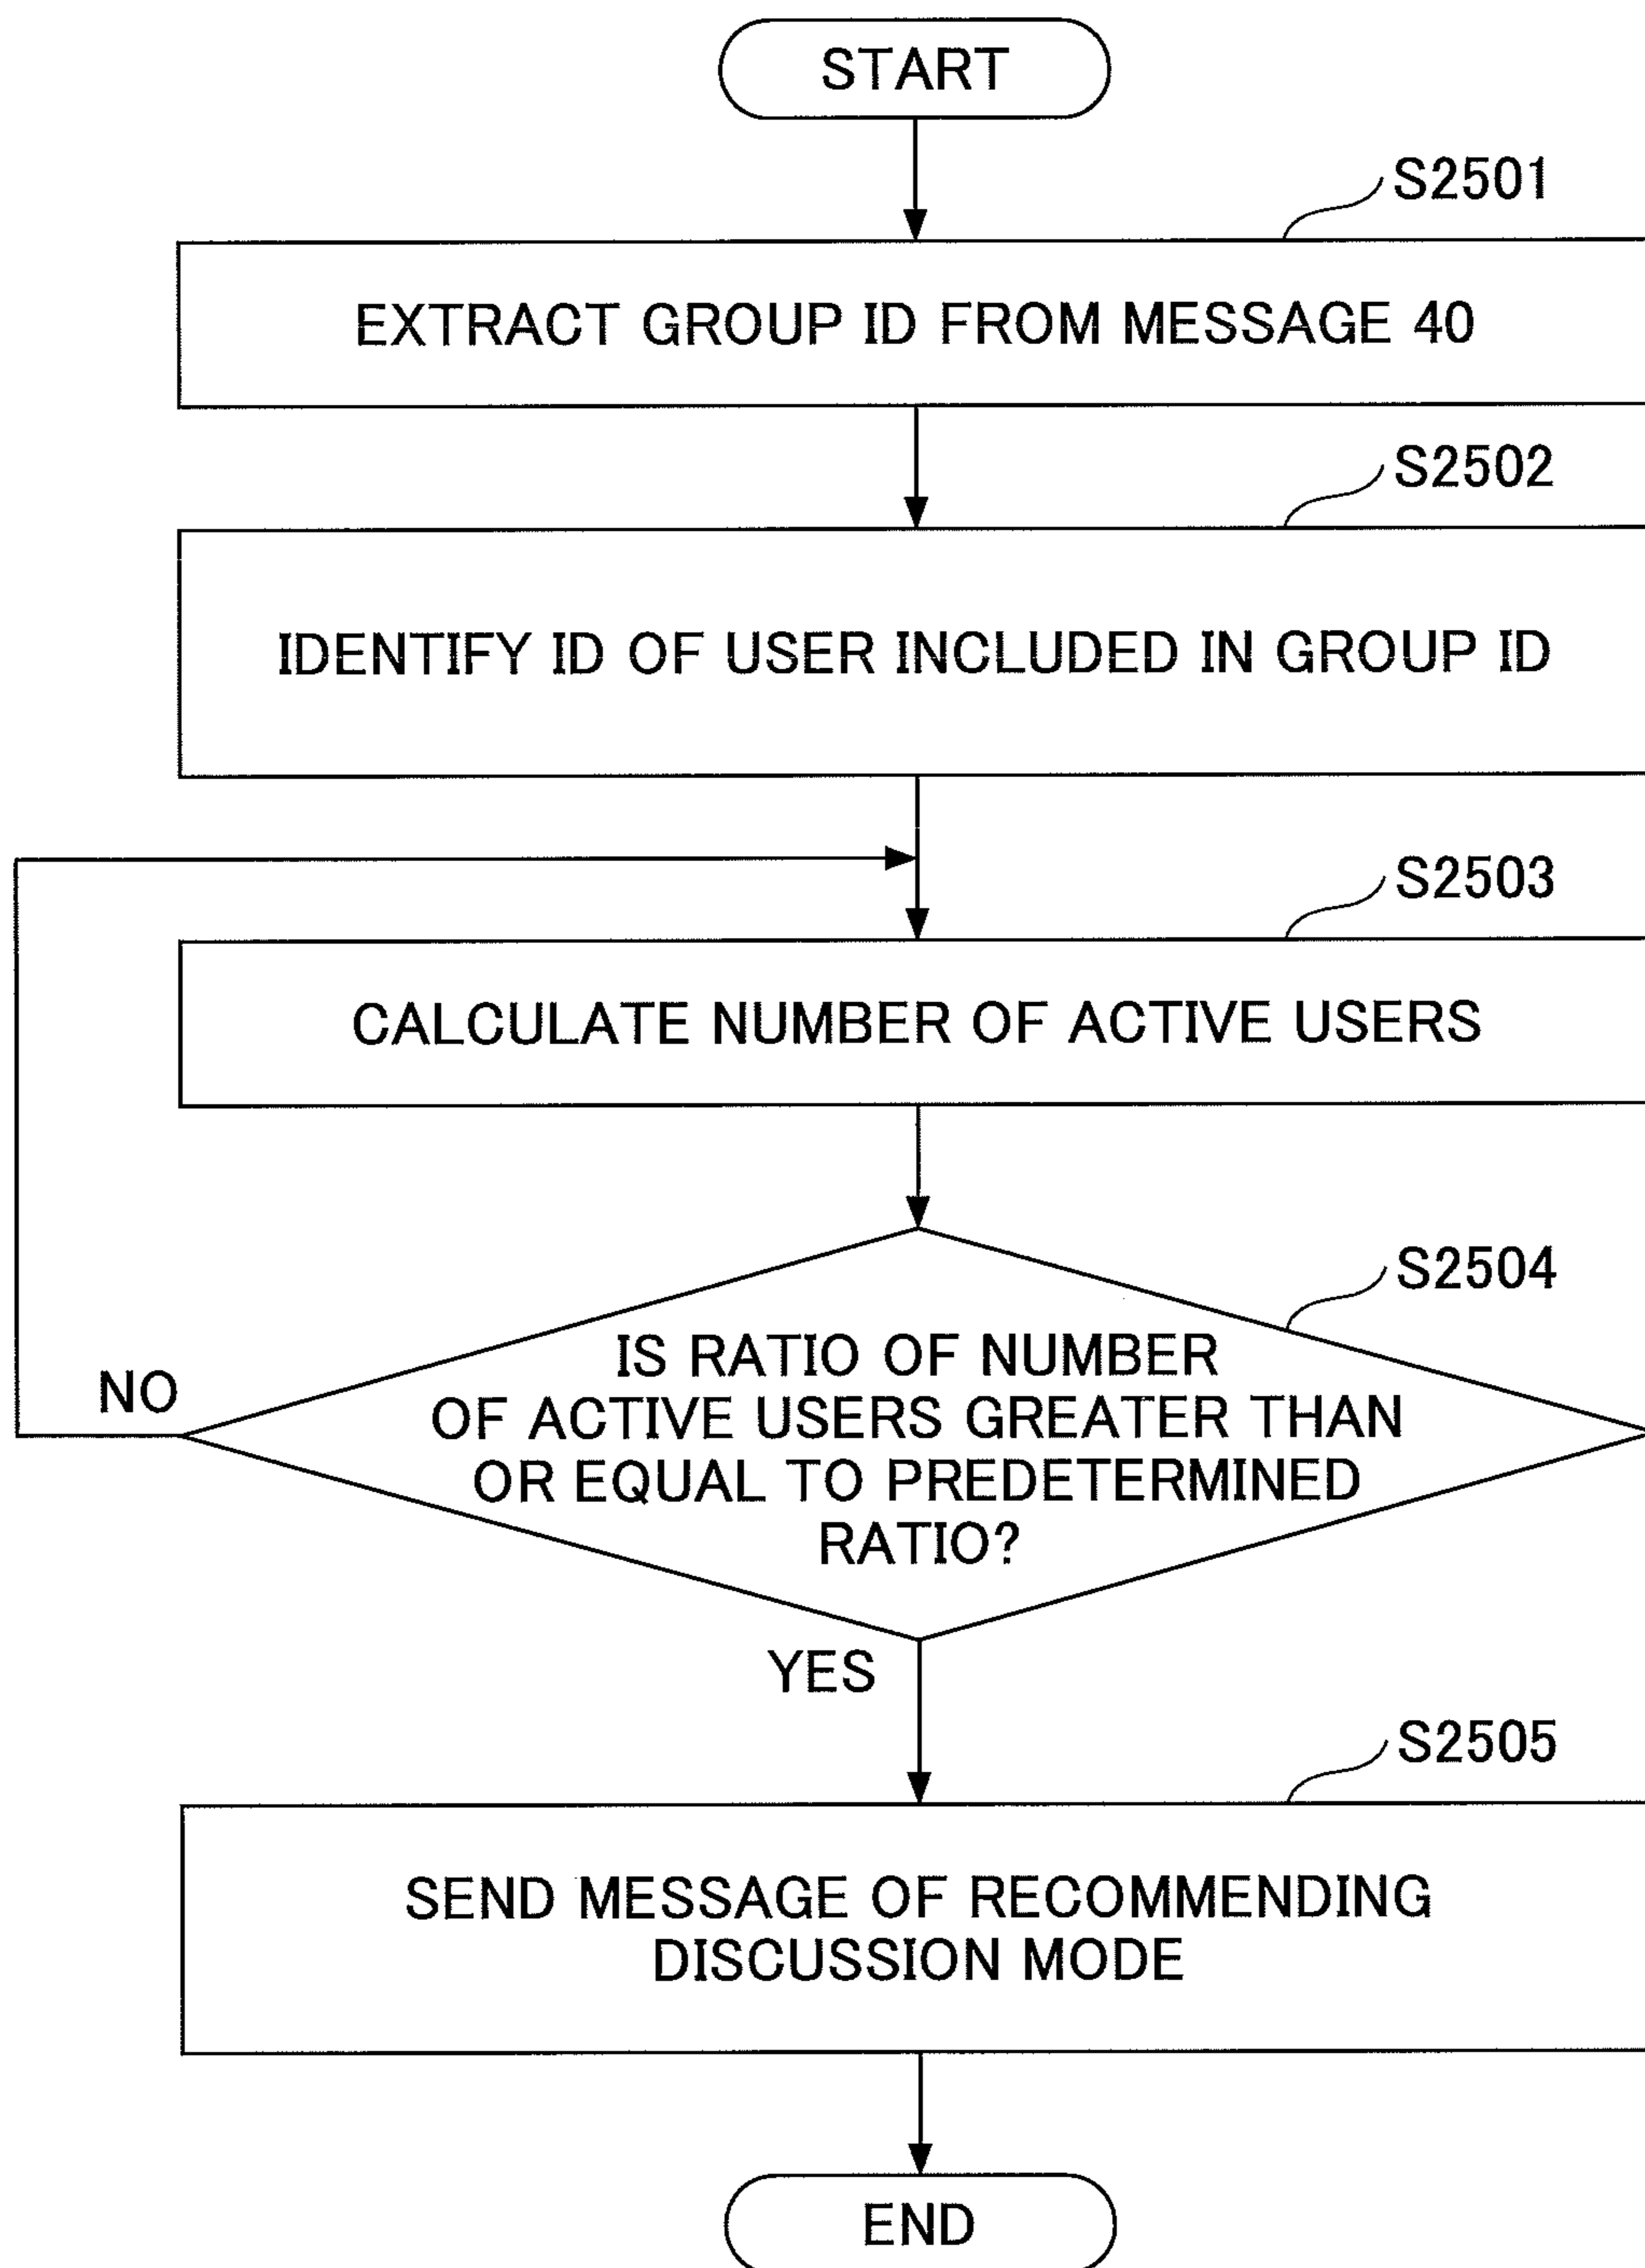 START
S2501
EXTRACT GROUP ID FROM MESSAGE 40
S2502
IDENTIFY ID OF USER INCLUDED IN GROUP ID
S2503
CALCULATE NUMBER OF ACTIVE USERS
S2504
IS RATIO OF NUMBER
OF ACTIVE USERS GREATER THAN
OR EQUAL TO PREDETERMINED
RATIO?
NO
YES
S2505
SEND MESSAGE OF RECOMMENDING
DISCUSSION MODE
END